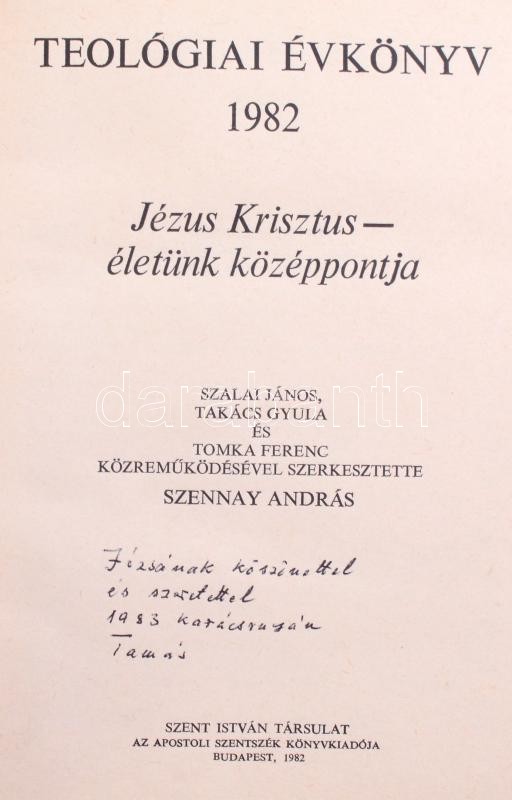 TEOLÓGIAI ÉVKÖNYV
1982
Jézus Krisztus —
életünk középpontja
SZALAI JÁNOS,
TAKÁCS GYULA
ÉS
TOMKA FERENC
KÖZREMŰKÖDÉSÉVEL SZERKESZTETTE
SZENNAY ANDRÁS
darabanth
köszönettel
és szeretettel
1983 karácsonyán
Tamás
SZENT ISTVÁN TÁRSULAT
AZ APOSTOLI SZENTSZÉK KÖNYVKIADÓJA
BUDAPEST, 1982